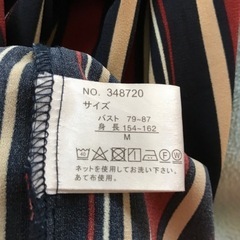 NO. 348720
サイズ
バスト 79-87
身長 154-162
M
ネットを使用してお洗い下さい。
あて布使用。